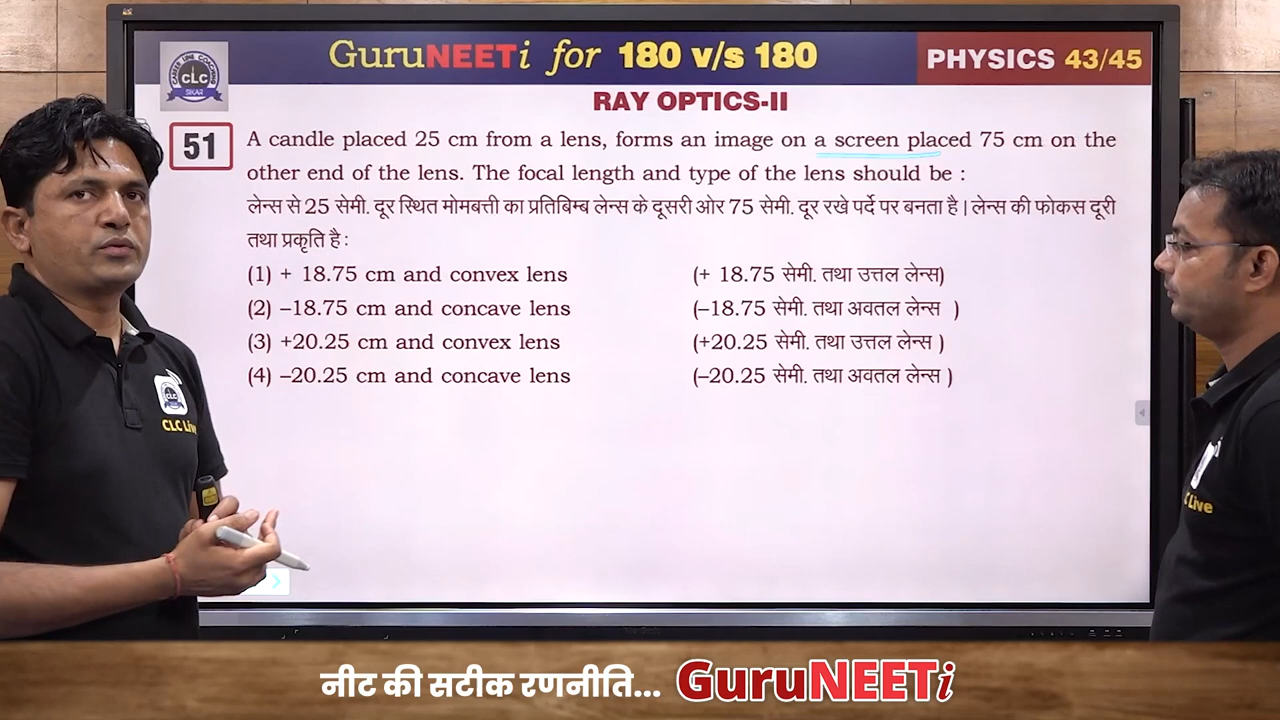 GuruNEETi for 180 v/s 180
PHYSICS 43/45
CAREER LINE COACHING
CLC
SIKAR
RAY OPTICS-II
51
A candle placed 25 cm from a lens, forms an image on a screen placed 75 cm on the
other end of the lens. The focal length and type of the lens should be :
लेन्स से 25 सेमी. दूर स्थित मोमबत्ती का प्रतिबिम्ब लेन्स के दूसरी ओर 75 सेमी. दूर रखे पर्दे पर बनता है। लेन्स की फोकस दूरी
तथा प्रकृति है :
(1) + 18.75 cm and convex lens (+ 18.75 सेमी. तथा उत्तल लेन्स)
(2) –18.75 cm and concave lens (–18.75 सेमी. तथा अवतल लेन्स )
(3) +20.25 cm and convex lens (+20.25 सेमी. तथा उत्तल लेन्स )
(4) –20.25 cm and concave lens (–20.25 सेमी. तथा अवतल लेन्स )
CLC
CLC Live
C Live
नीट की सटीक रणनीति... GuruNEETi